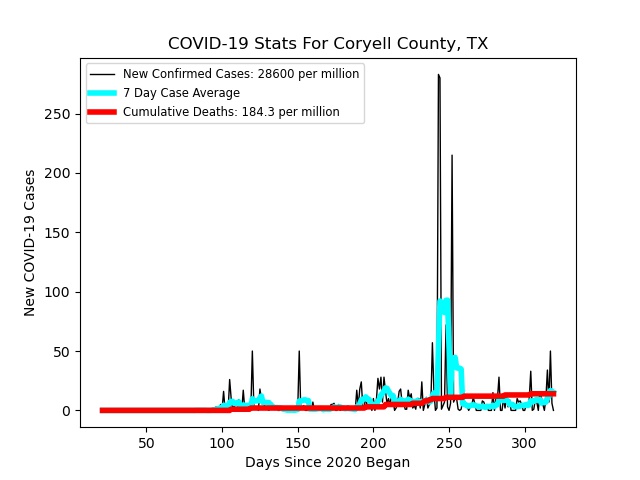 COVID-19 Stats For Coryell County, TX
New Confirmed Cases: 28600 per million
7 Day Case Average
Cumulative Deaths: 184.3 per million
New COVID-19 Cases
250
200
150
100
50
0
50 100 150 200 250 300
Days Since 2020 Began